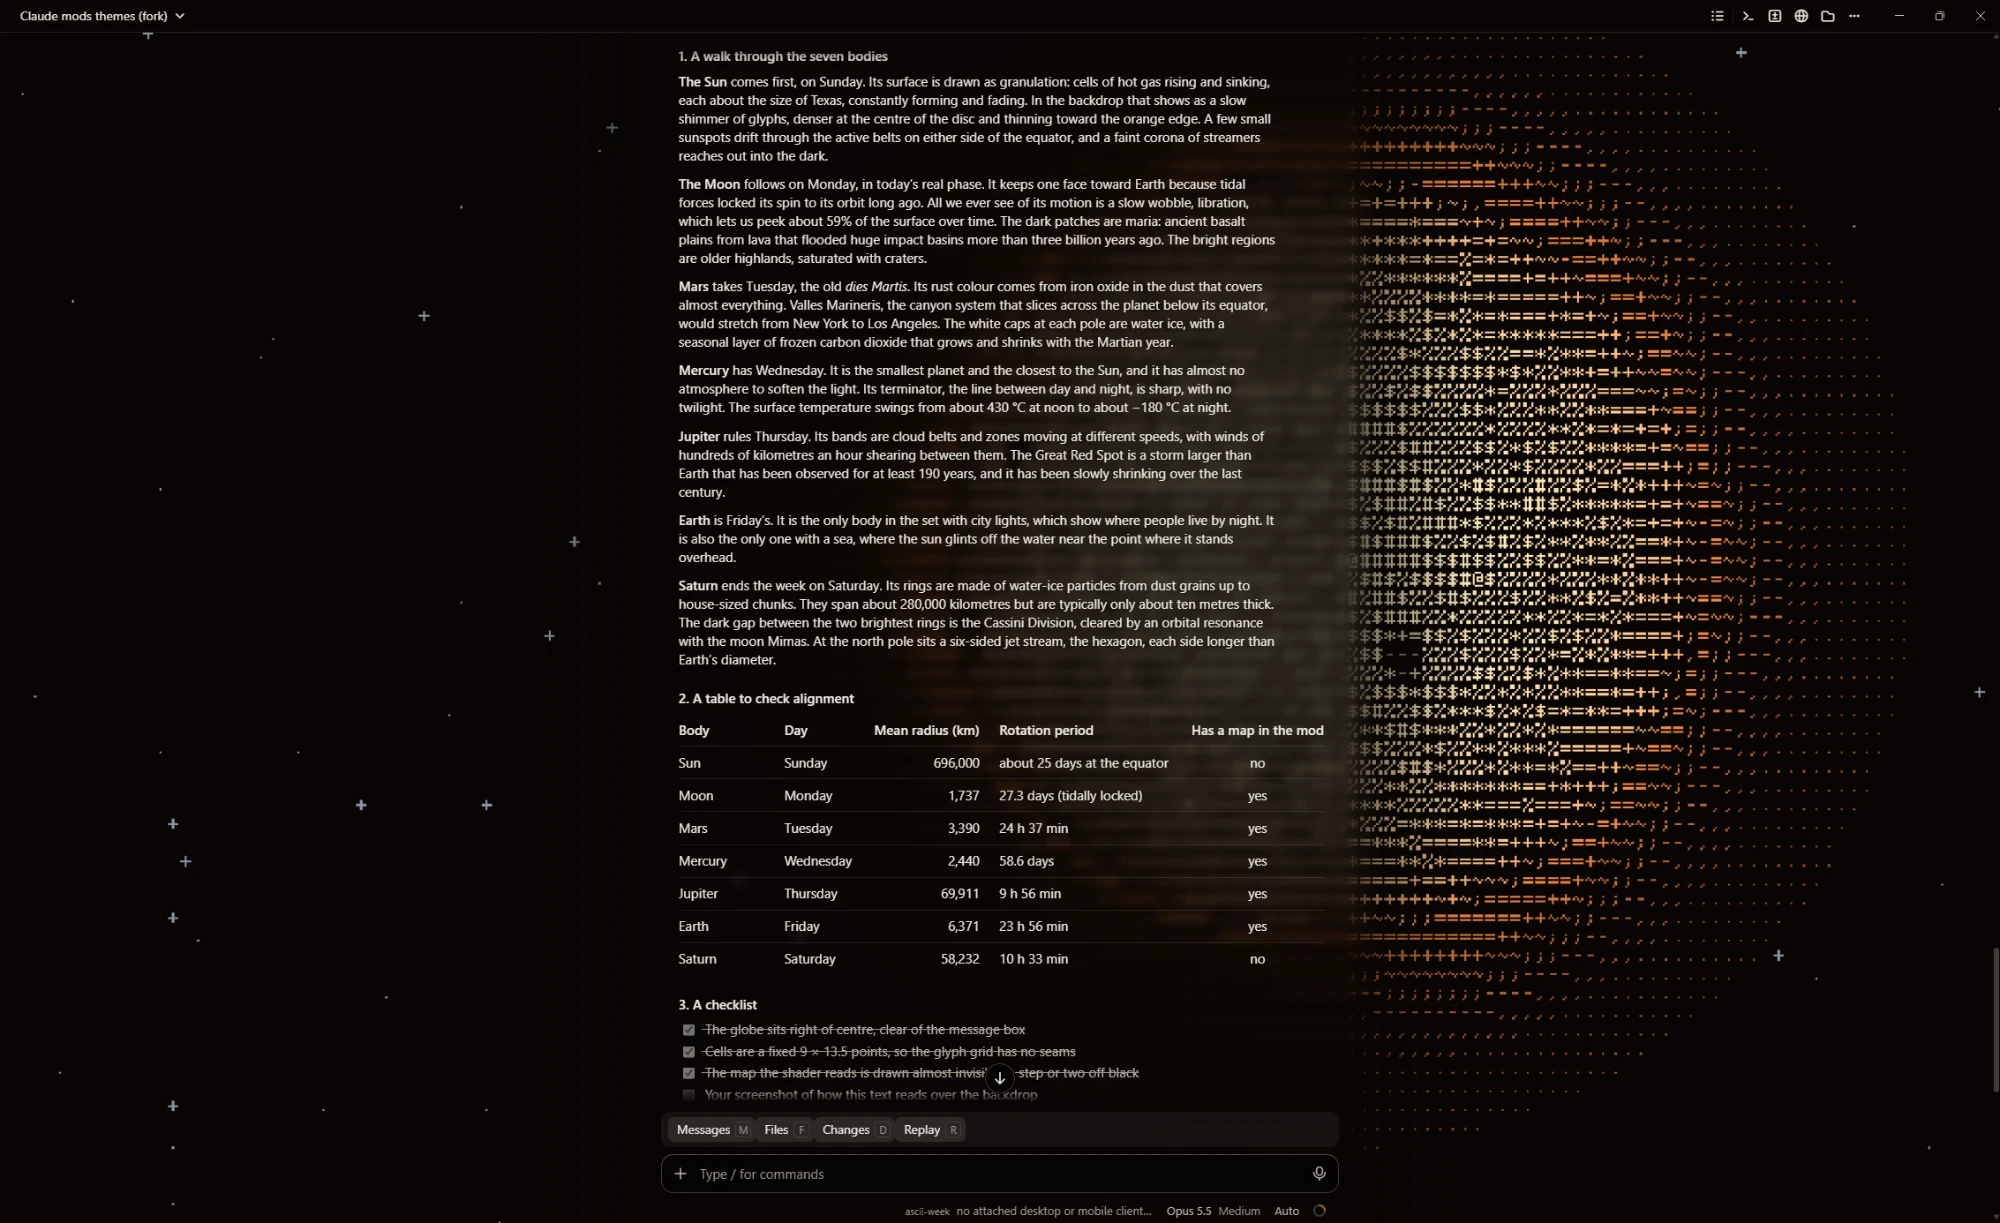 Claude mods themes (fork)
1. A walk through the seven bodies
The Sun comes first, on Sunday. Its surface is drawn as granulation: cells of hot gas rising and sinking,
each about the size of Texas, constantly forming and fading. In the backdrop that shows as a slow
shimmer of glyphs, denser at the centre of the disc and thinning toward the orange edge. A few small
sunspots drift through the active belts on either side of the equator, and a faint corona of streamers
reaches out into the dark.
The Moon follows on Monday, in today's real phase. It keeps one face toward Earth because tidal
forces locked its spin to its orbit long ago. All we ever see of its motion is a slow wobble, libration,
which lets us peek about 59% of the surface over time. The dark patches are maria: ancient basalt
plains from lava that flooded huge impact basins more than three billion years ago. The bright regions
are older highlands, saturated with craters.
Mars takes Tuesday, the old dies Martis. Its rust colour comes from iron oxide in the dust that covers
almost everything. Valles Marineris, the canyon system that slices across the planet below its equator,
would stretch from New York to Los Angeles. The white caps at each pole are water ice, with a
seasonal layer of frozen carbon dioxide that grows and shrinks with the Martian year.
Mercury has Wednesday. It is the smallest planet and the closest to the Sun, and it has almost no
atmosphere to soften the light. Its terminator, the line between day and night, is sharp, with no
twilight. The surface temperature swings from about 430 °C at noon to about −180 °C at night.
Jupiter rules Thursday. Its bands are cloud belts and zones moving at different speeds, with winds of
hundreds of kilometres an hour shearing between them. The Great Red Spot is a storm larger than
Earth that has been observed for at least 190 years, and it has been slowly shrinking over the last
century.
Earth is Friday's. It is the only body in the set with city lights, which show where people live by night. It
is also the only one with a sea, where the sun glints off the water near the point where it stands
overhead.
Saturn ends the week on Saturday. Its rings are made of water-ice particles from dust grains up to
house-sized chunks. They span about 280,000 kilometres but are typically only about ten metres thick.
The dark gap between the two brightest rings is the Cassini Division, cleared by an orbital resonance
with the moon Mimas. At the north pole sits a six-sided jet stream, the hexagon, each side longer than
Earth's diameter.
2. A table to check alignment
Body Day Mean radius (km) Rotation period Has a map in the mod
Sun Sunday 696,000 about 25 days at the equator no
Moon Monday 1,737 27.3 days (tidally locked) yes
Mars Tuesday 3,390 24 h 37 min yes
Mercury Wednesday 2,440 58.6 days yes
Jupiter Thursday 69,911 9 h 56 min yes
Earth Friday 6,371 23 h 56 min yes
Saturn Saturday 58,232 10 h 33 min no
3. A checklist
The globe sits right of centre, clear of the message box
Cells are a fixed 9 × 13.5 points, so the glyph grid has no seams
The map the shader reads is drawn almost step or two off black
Your screenshot of how this text reads over the backdrop
Messages M Files F Changes D Replay R
Type / for commands
ascii-week no attached desktop or mobile client... Opus 5.5 Medium Auto